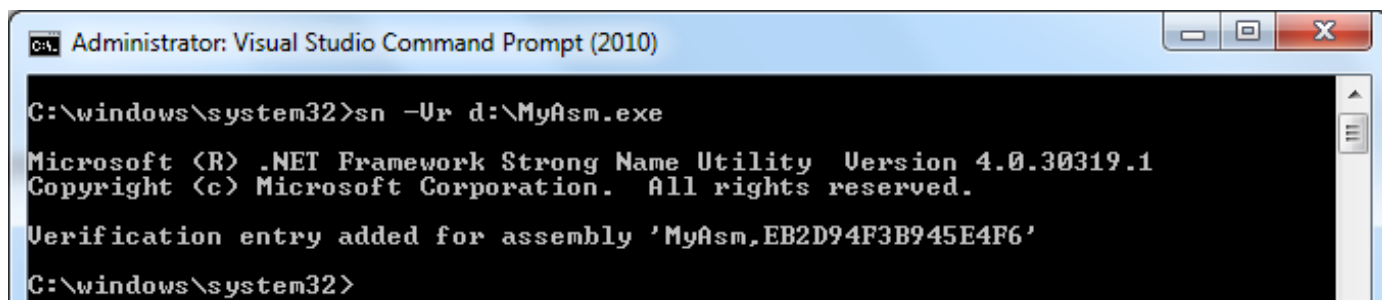 Administrator: Visual Studio Command Prompt (2010)
C:\windows\system32>sn -Vr d:\MyAsm.exe
Microsoft (R) .NET Framework Strong Name Utility  Version 4.0.30319.1
Copyright (c) Microsoft Corporation.  All rights reserved.
Verification entry added for assembly 'MyAsm,EB2D94F3B945E4F6'
C:\windows\system32>